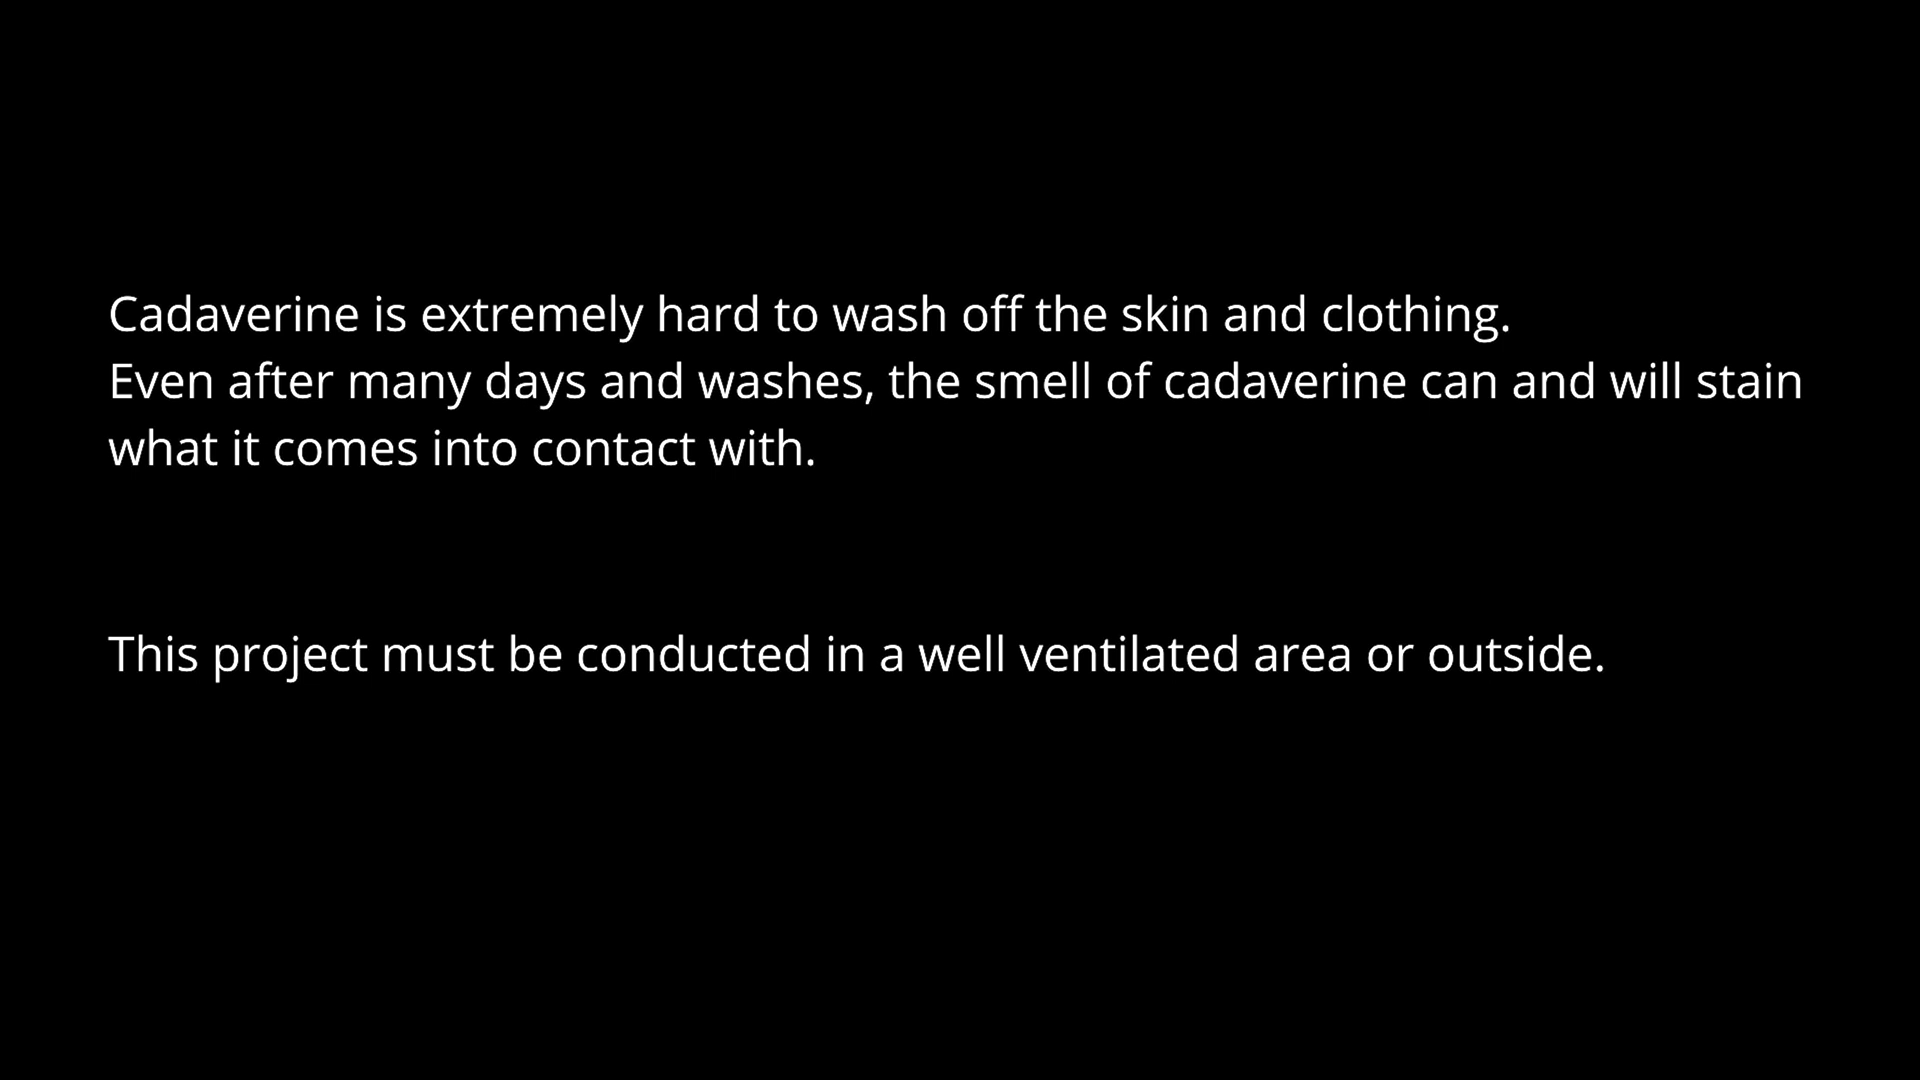 Cadaverine is extremely hard to wash off the skin and clothing.
Even after many days and washes, the smell of cadaverine can and will stain
what it comes into contact with.
This project must be conducted in a well ventilated area or outside.